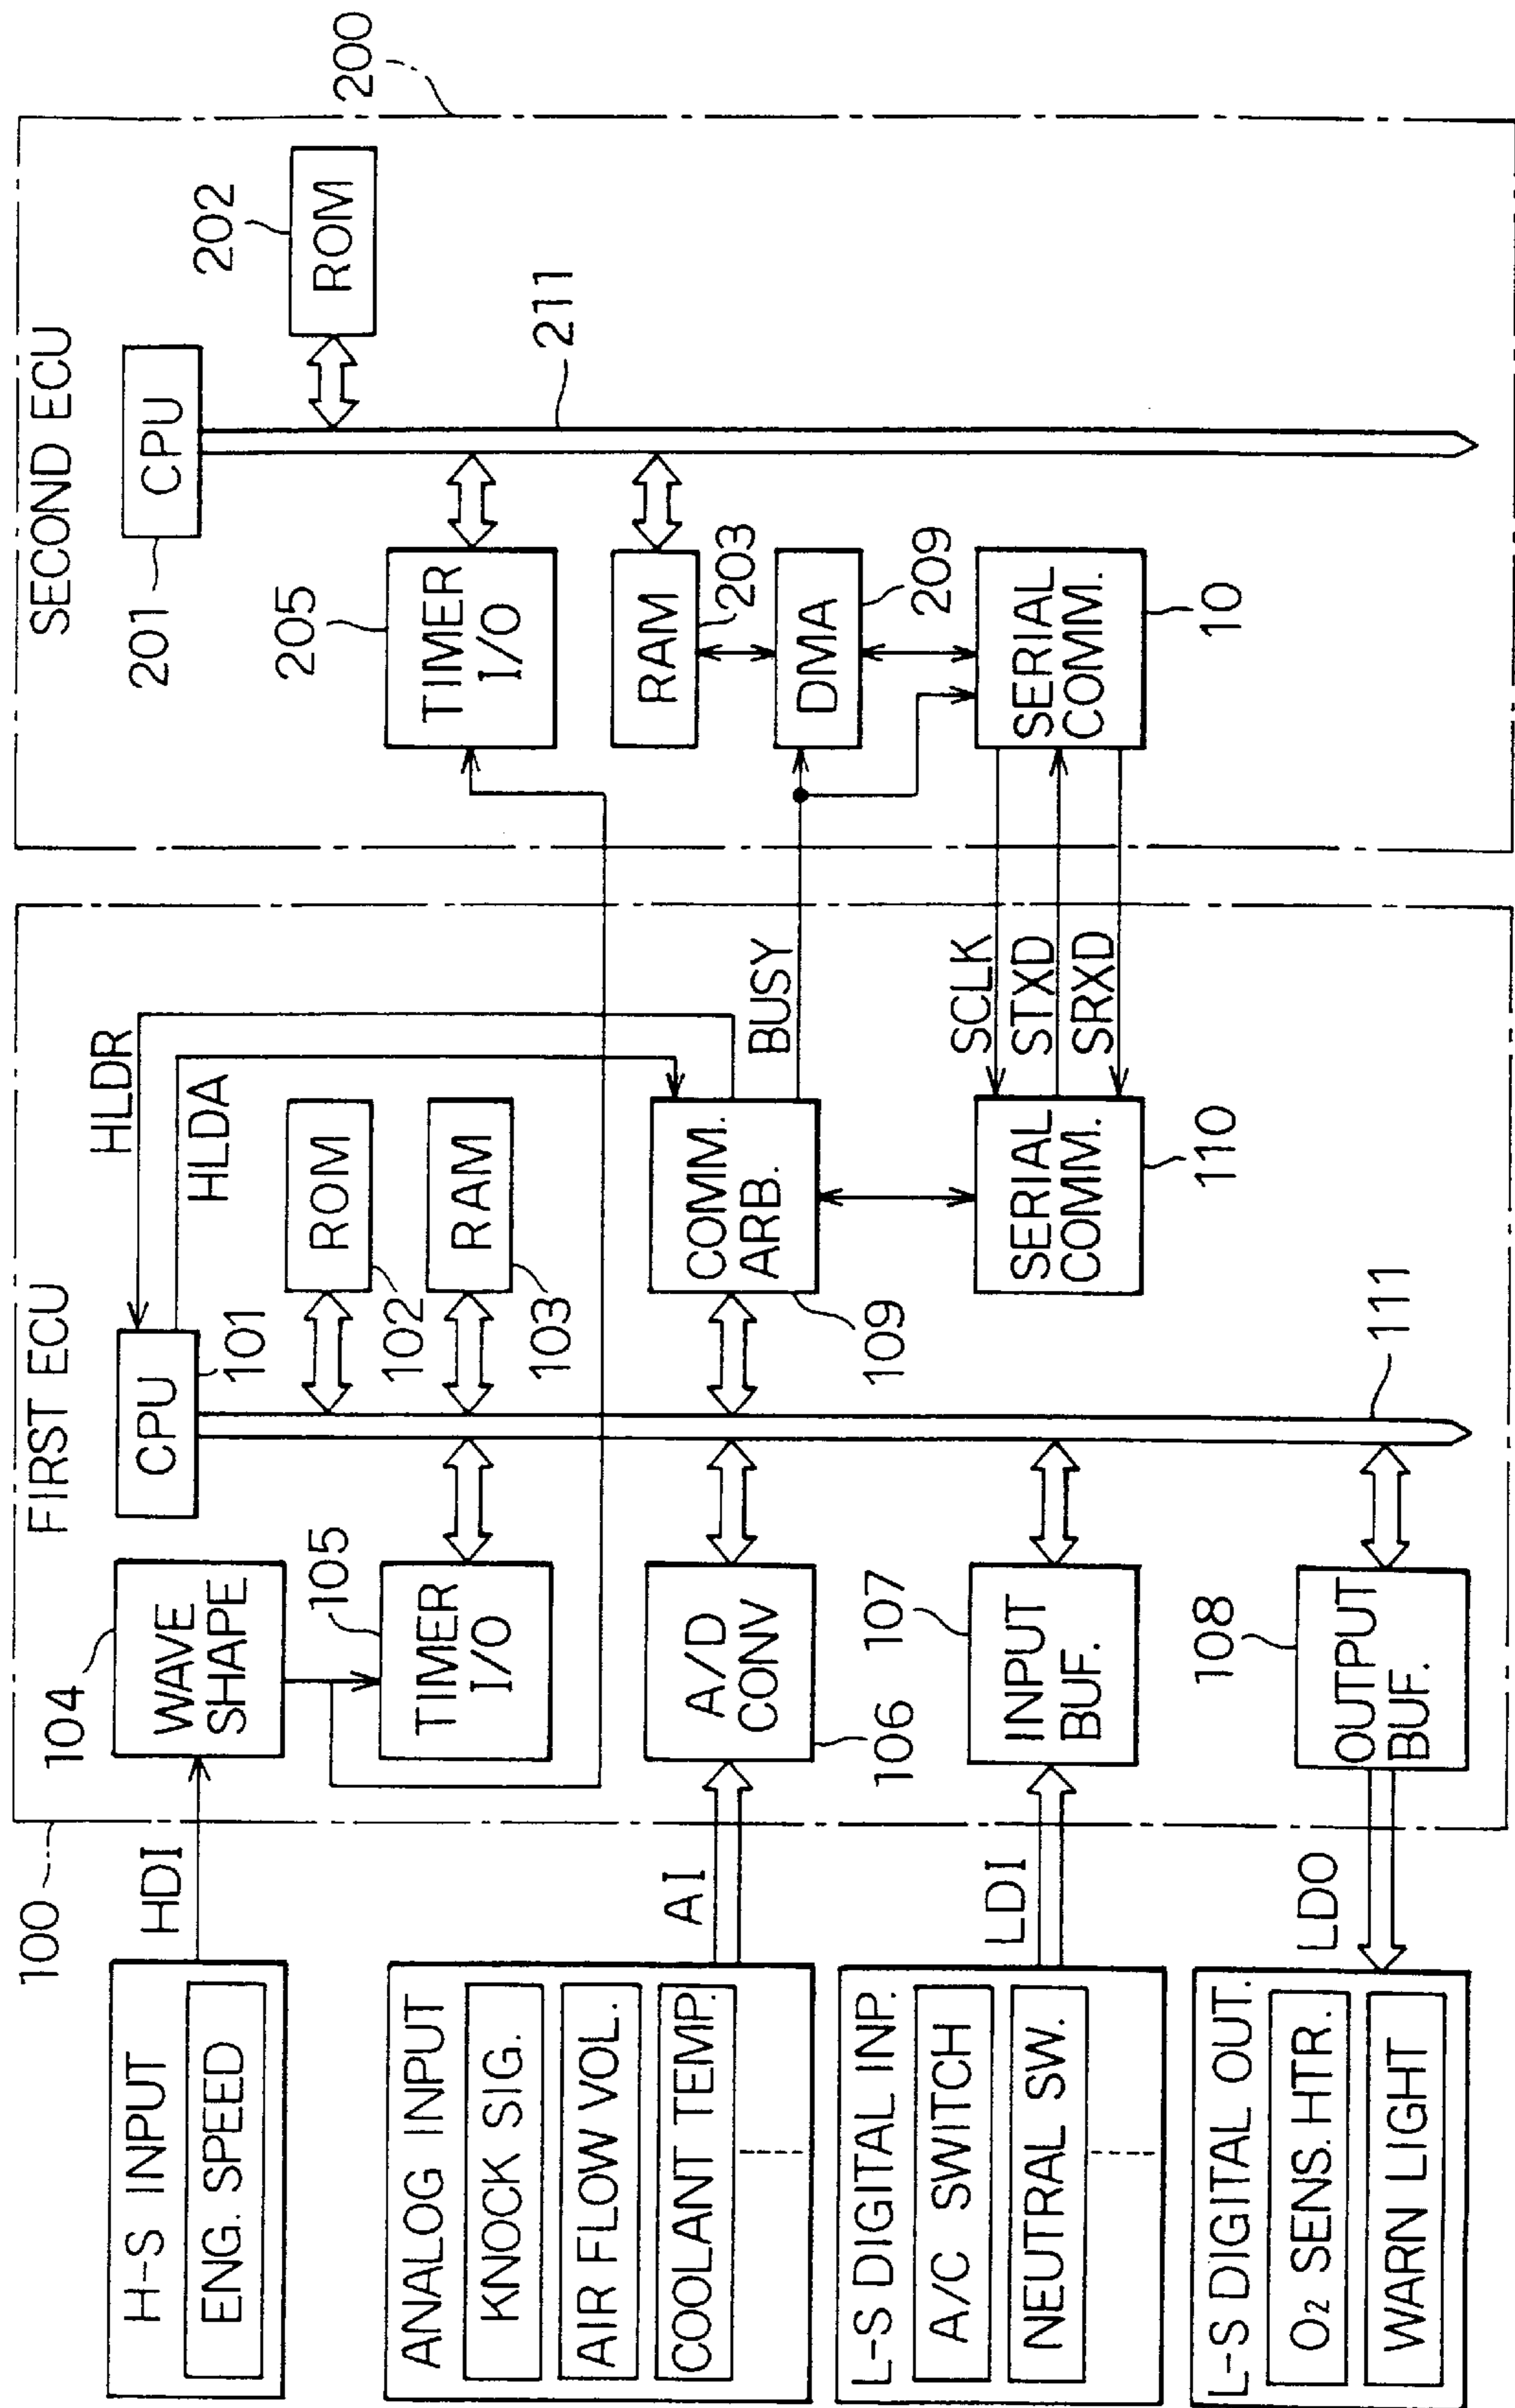 H-S INPUT
ENG. SPEED
ANALOG INPUT
KNOCK SIG.
AIR FLOW VOL.
COOLANT TEMP.
L-S DIGITAL INP.
A/C SWITCH
NEUTRAL SW.
L-S DIGITAL OUT.
O₂ SENS. HTR.
WARN LIGHT
100
HDI
AI
LDI
LDO
FIRST ECU
104
WAVE
SHAPE
105
TIMER
I/O
A/D
CONV
106
107
INPUT
BUF.
108
OUTPUT
BUF.
CPU
101
HLDR
HLDA
ROM
102
RAM
103
COMM.
ARB.
109
SERIAL
COMM.
110
111
BUSY
SCLK
STXD
SRXD
SECOND ECU
200
CPU
201
ROM
202
205
TIMER
I/O
211
RAM
203
DMA
209
SERIAL
COMM.
10